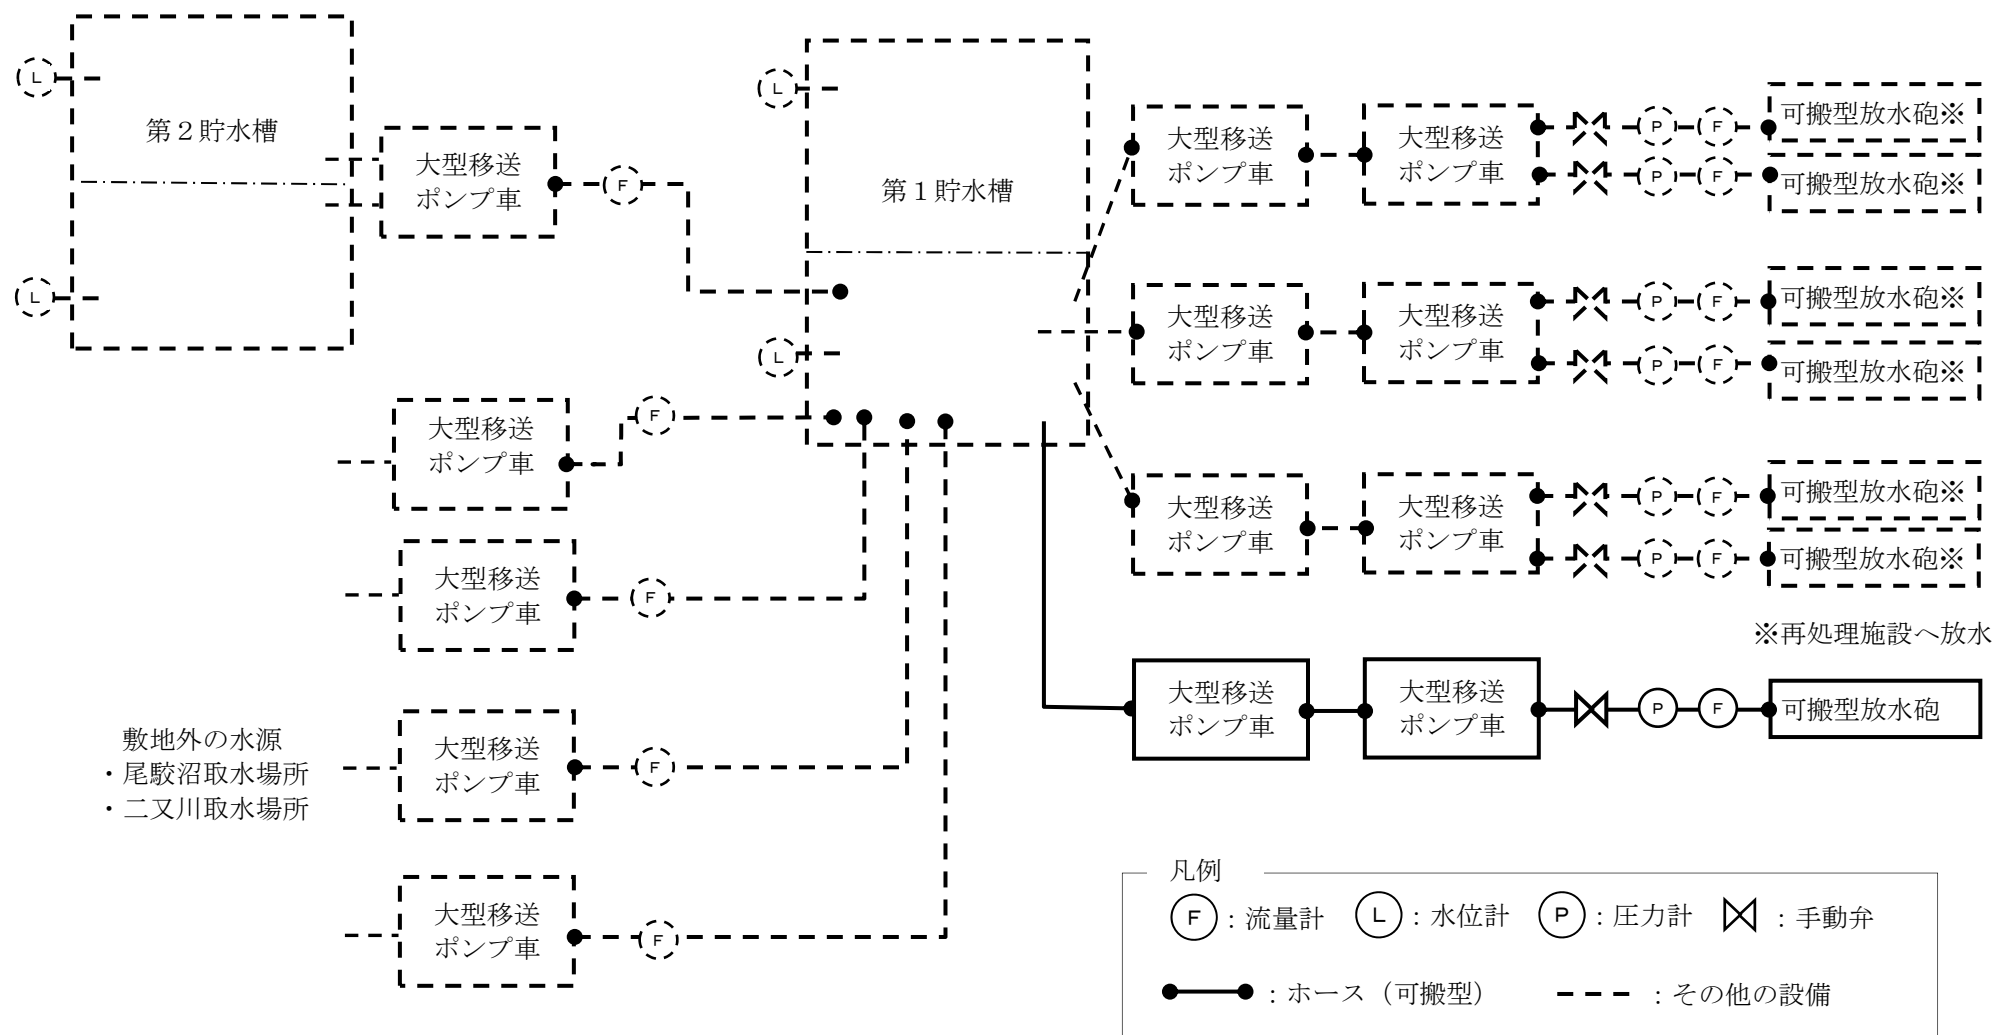 L
第２貯水槽
L
大型移送
ポンプ車
F
L
第１貯水槽
L
大型移送
ポンプ車
大型移送
ポンプ車
P
F
可搬型放水砲※
P
F
可搬型放水砲※
大型移送
ポンプ車
大型移送
ポンプ車
P
F
可搬型放水砲※
P
F
可搬型放水砲※
大型移送
ポンプ車
大型移送
ポンプ車
P
F
可搬型放水砲※
P
F
可搬型放水砲※
※再処理施設へ放水
大型移送
ポンプ車
大型移送
ポンプ車
P
F
可搬型放水砲
大型移送
ポンプ車
F
大型移送
ポンプ車
F
大型移送
ポンプ車
F
大型移送
ポンプ車
F
敷地外の水源
・尾駮沼取水場所
・二又川取水場所
凡例
F：流量計 L：水位計 P：圧力計 ：手動弁
：ホース（可搬型） ：その他の設備